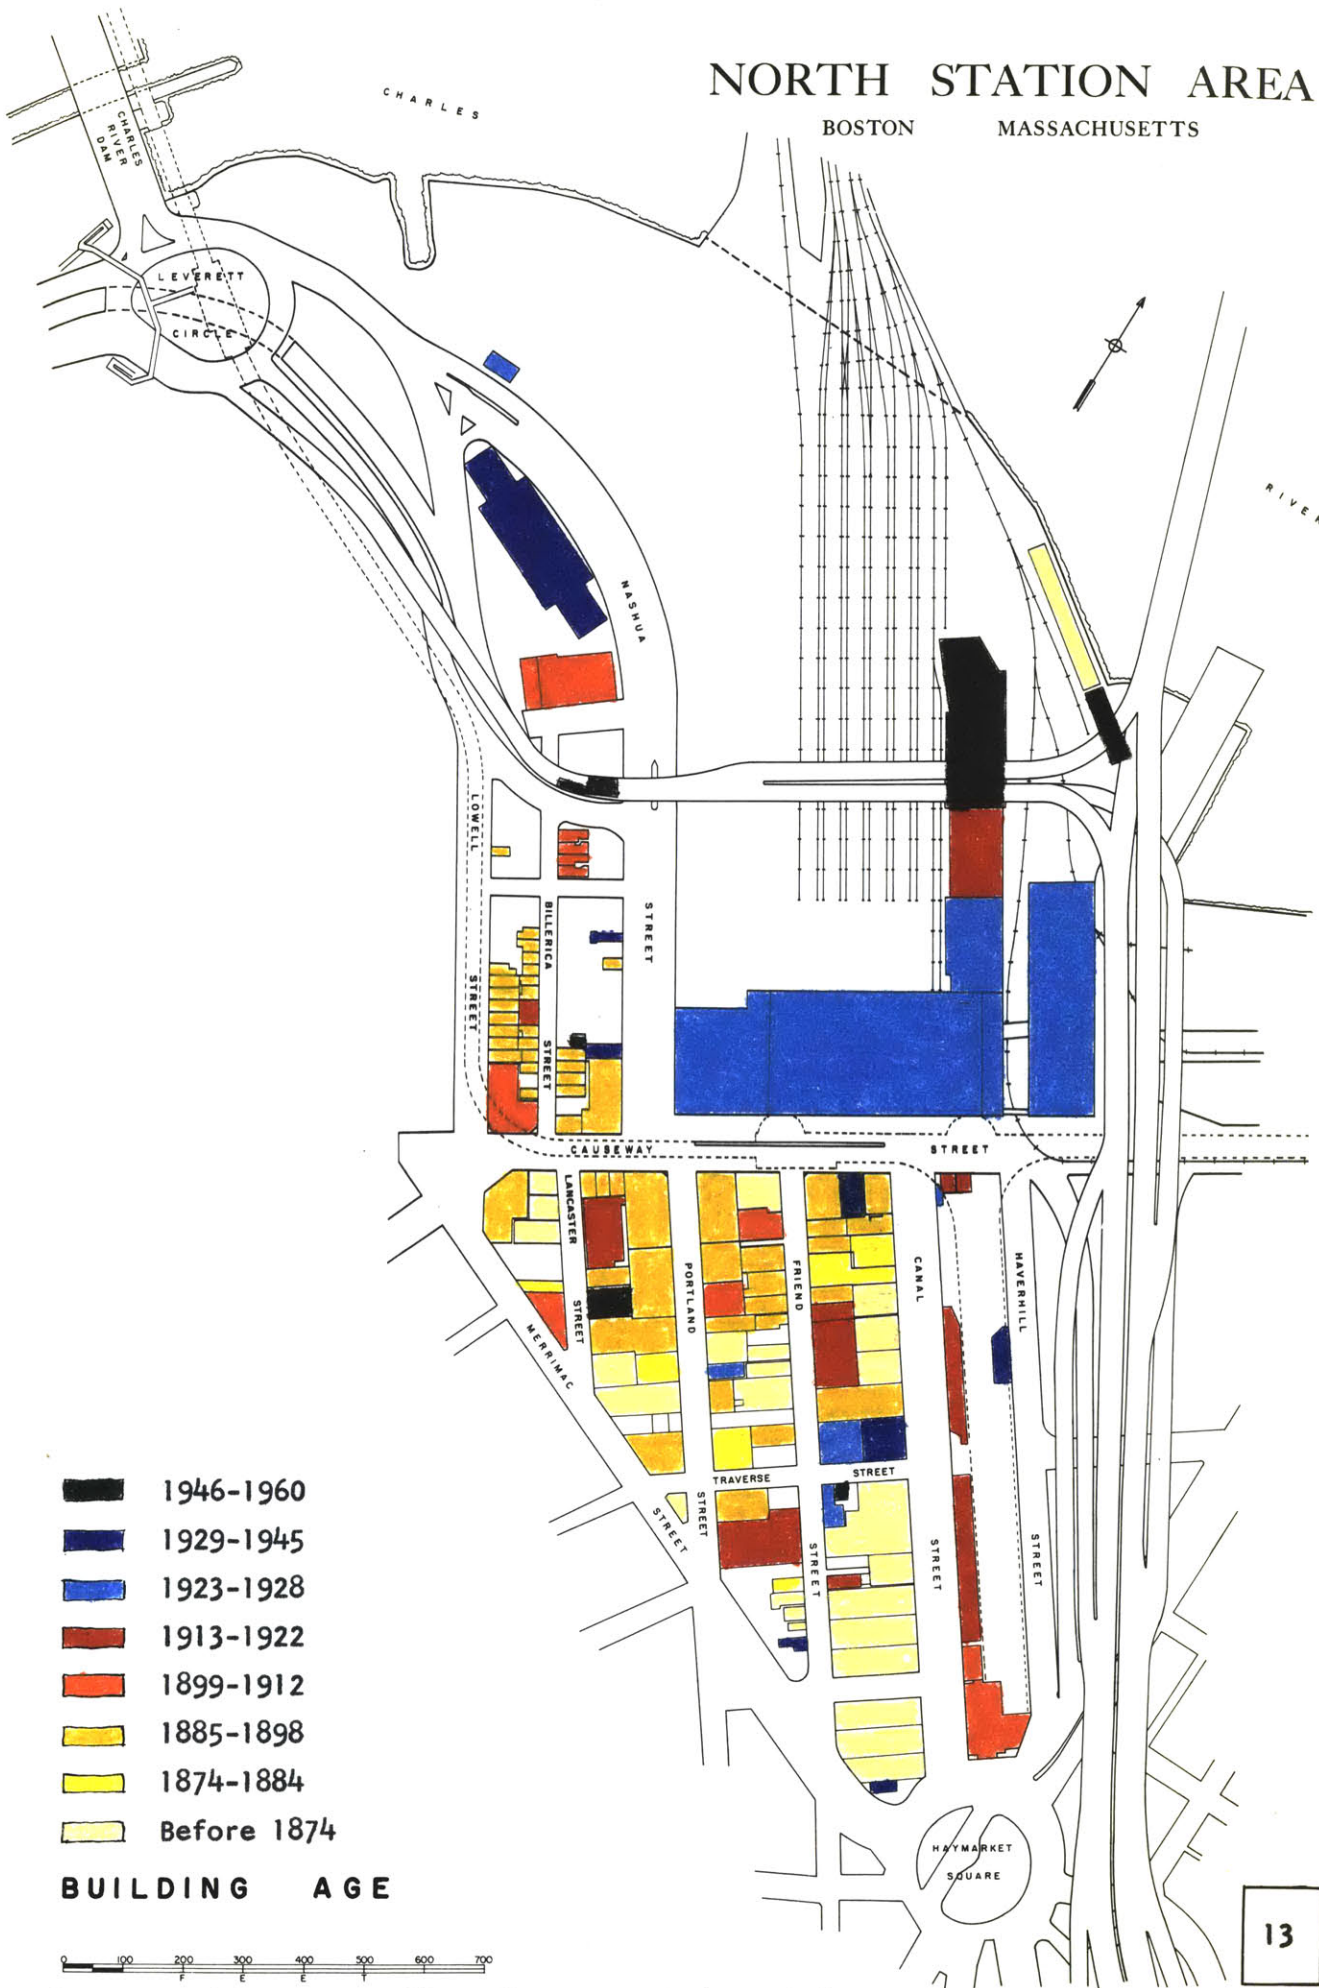 NORTH STATION AREA
BOSTON MASSACHUSETTS
CHARLES
CHARLES
RIVER
DAM
LEVERETT
CIRCLE
RIVER
NASHUA
STREET
LOWELL
STREET
BILLERICA
STREET
CAUSEWAY STREET
LANCASTER
STREET
PORTLAND
STREET
FRIEND
STREET
CANAL
STREET
HAVERHILL
STREET
MERRIMAC
STREET
TRAVERSE STREET
HAYMARKET
SQUARE
1946-1960
1929-1945
1923-1928
1913-1922
1899-1912
1885-1898
1874-1884
Before 1874
BUILDING AGE
0 100 200 300 400 500 600 700
FEET
13